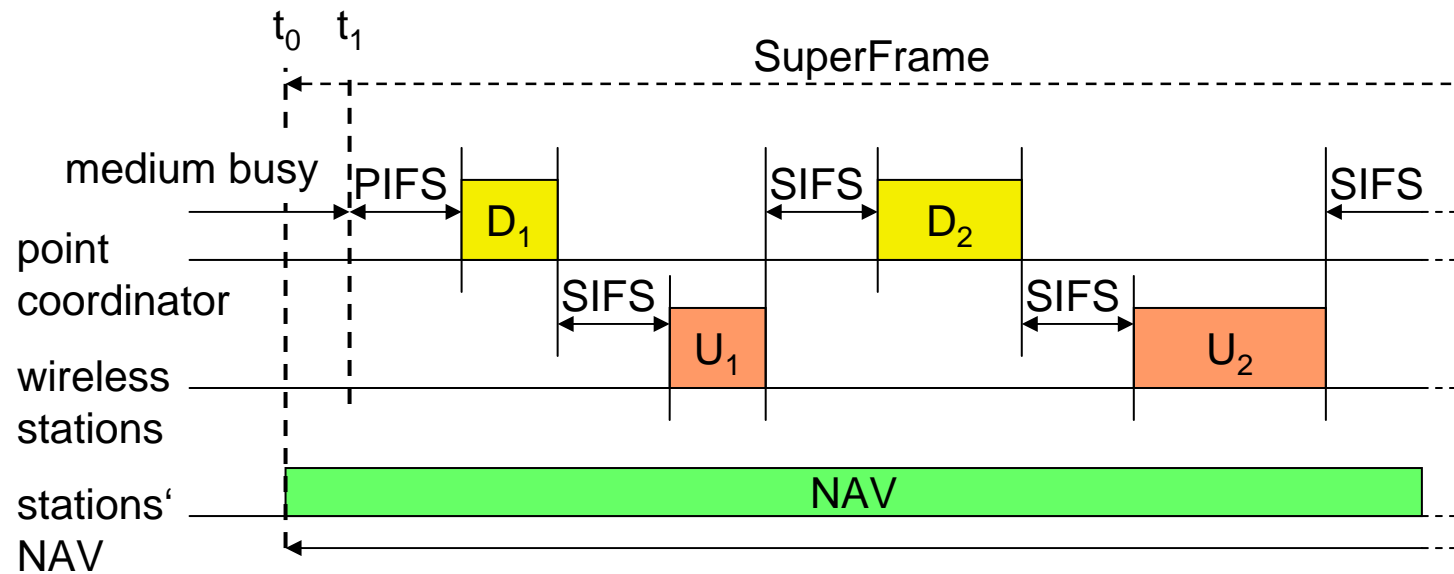 t₀ t₁
SuperFrame
medium busy
PIFS
D₁
SIFS
D₂
SIFS
point
coordinator
SIFS
U₁
SIFS
U₂
wireless
stations
NAV
stations‘
NAV